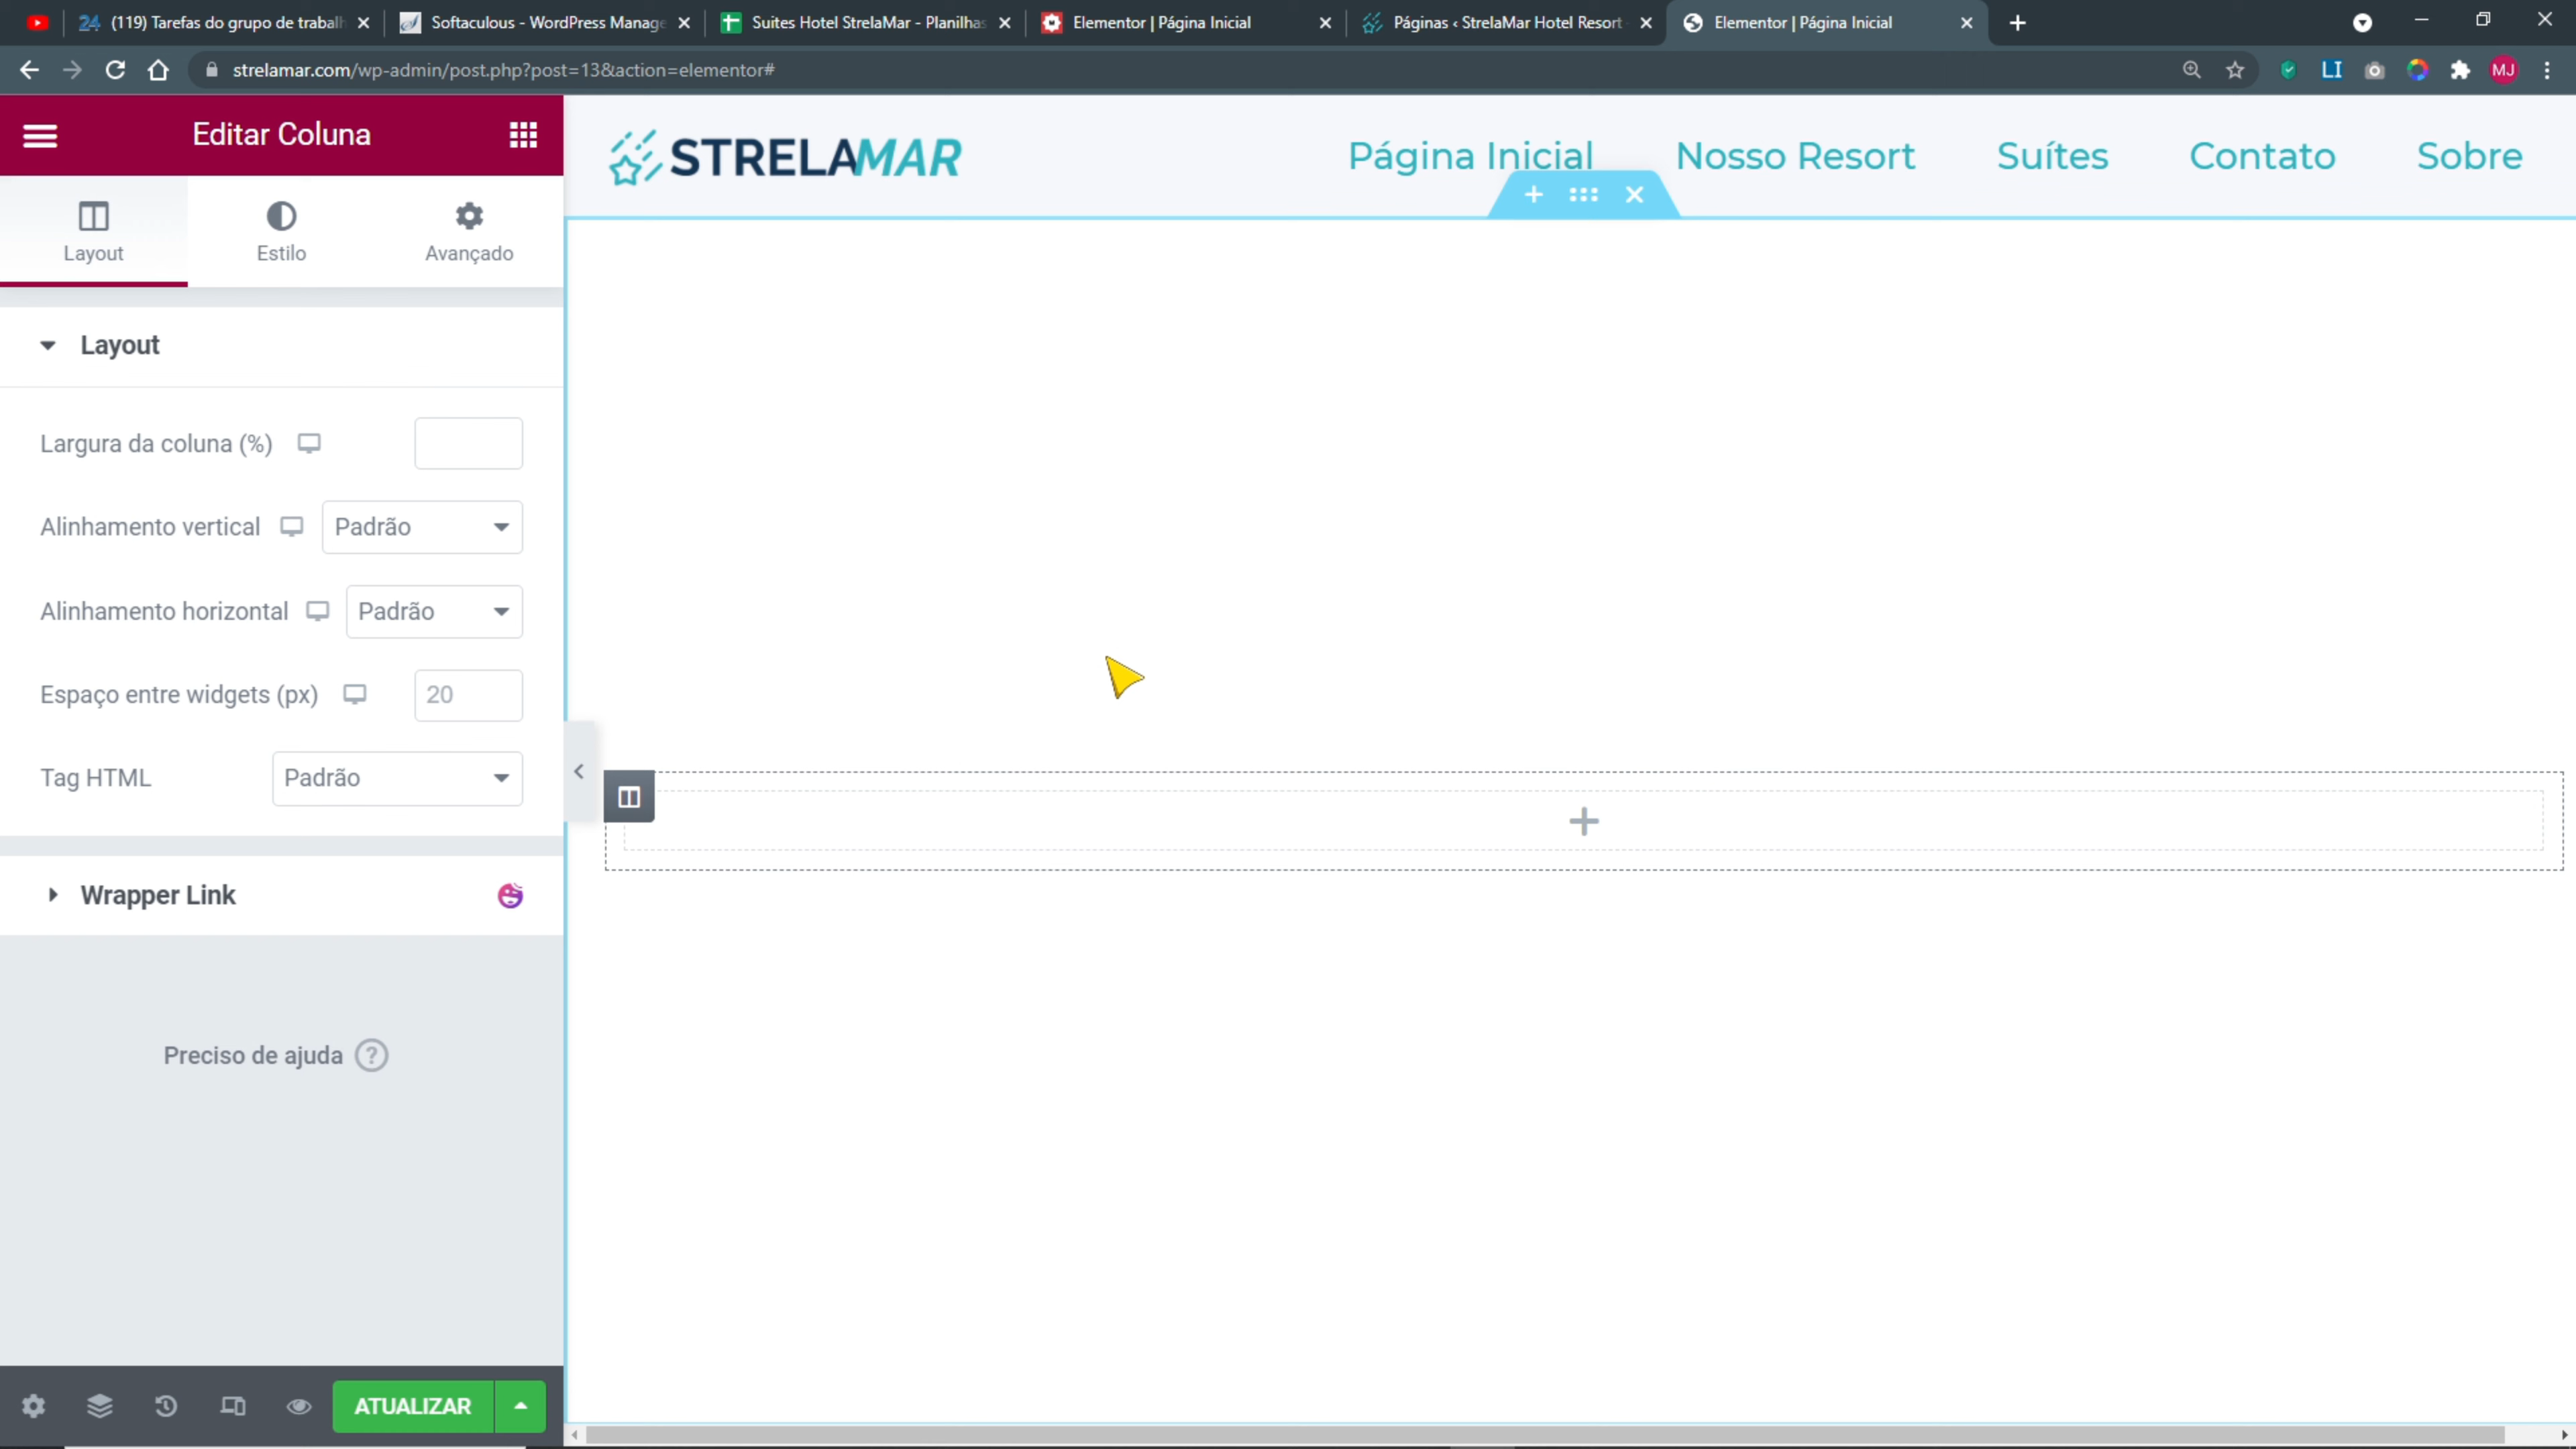 (119) Tarefas do grupo de trabalh
Softaculous - WordPress Manage
Suites Hotel StrelaMar - Planilhas
Elementor | Página Inicial
Páginas ‹ StrelaMar Hotel Resort
Elementor | Página Inicial
strelamar.com/wp-admin/post.php?post=13&action=elementor#
LI
MJ
Editar Coluna
Layout
Estilo
Avançado
Layout
Largura da coluna (%)
Alinhamento vertical Padrão
Alinhamento horizontal Padrão
Espaço entre widgets (px) 20
Tag HTML Padrão
Wrapper Link
Preciso de ajuda ?
ATUALIZAR
STRELAMAR
Página Inicial
Nosso Resort
Suítes
Contato
Sobre